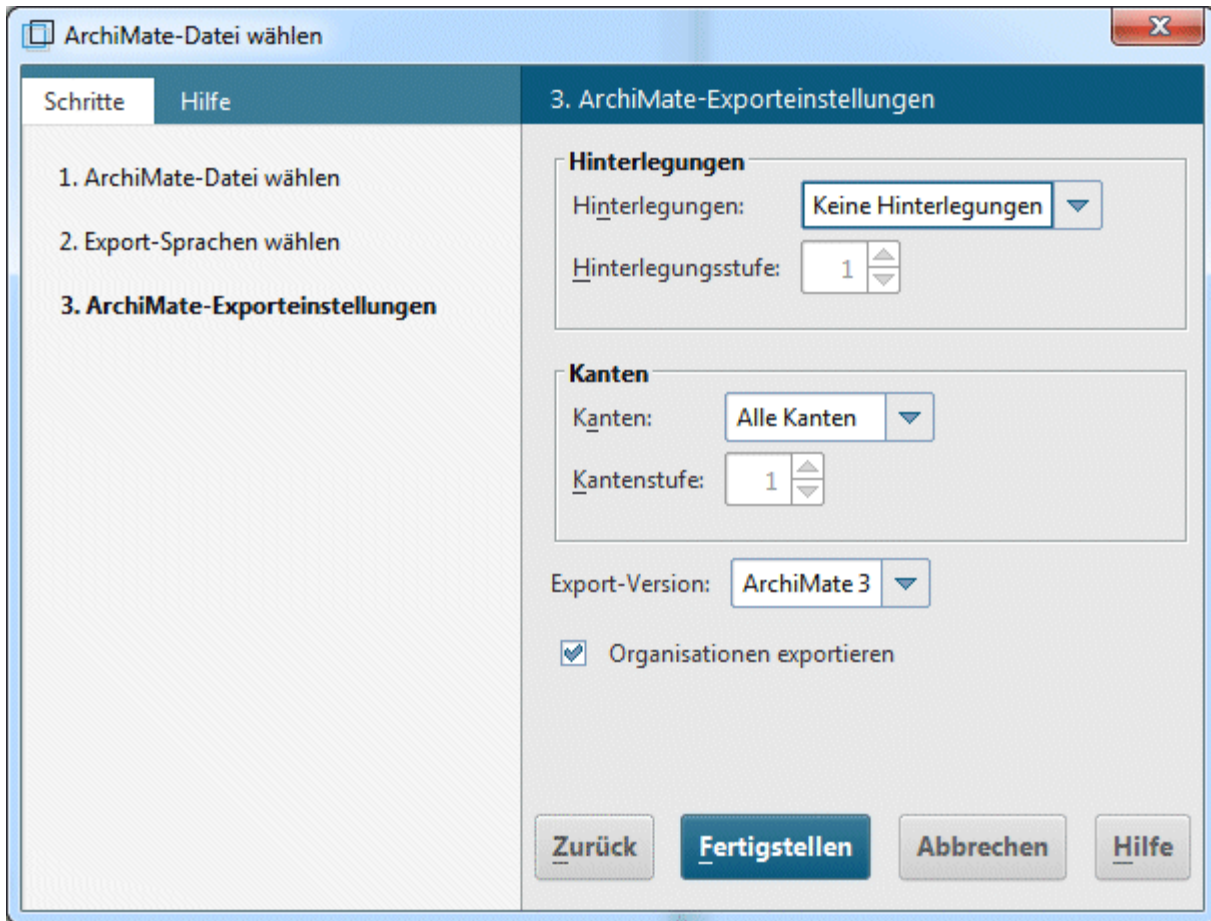 ArchiMate-Datei wählen
Schritte Hilfe
1. ArchiMate-Datei wählen
2. Export-Sprachen wählen
3. ArchiMate-Exporteinstellungen
3. ArchiMate-Exporteinstellungen
Hinterlegungen
Hinterlegungen: Keine Hinterlegungen
Hinterlegungsstufe: 1
Kanten
Kanten: Alle Kanten
Kantenstufe: 1
Export-Version: ArchiMate 3
Organisationen exportieren
Zurück Fertigstellen Abbrechen Hilfe